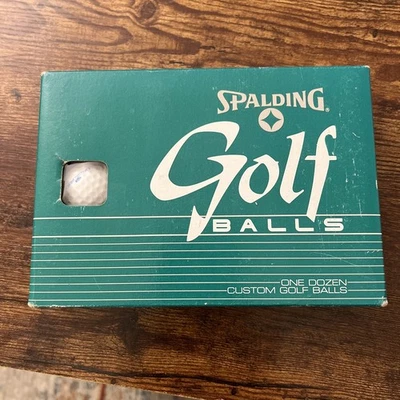 SPALDING®
Golf
BALLS
ONE DOZEN
CUSTOM GOLF BALLS